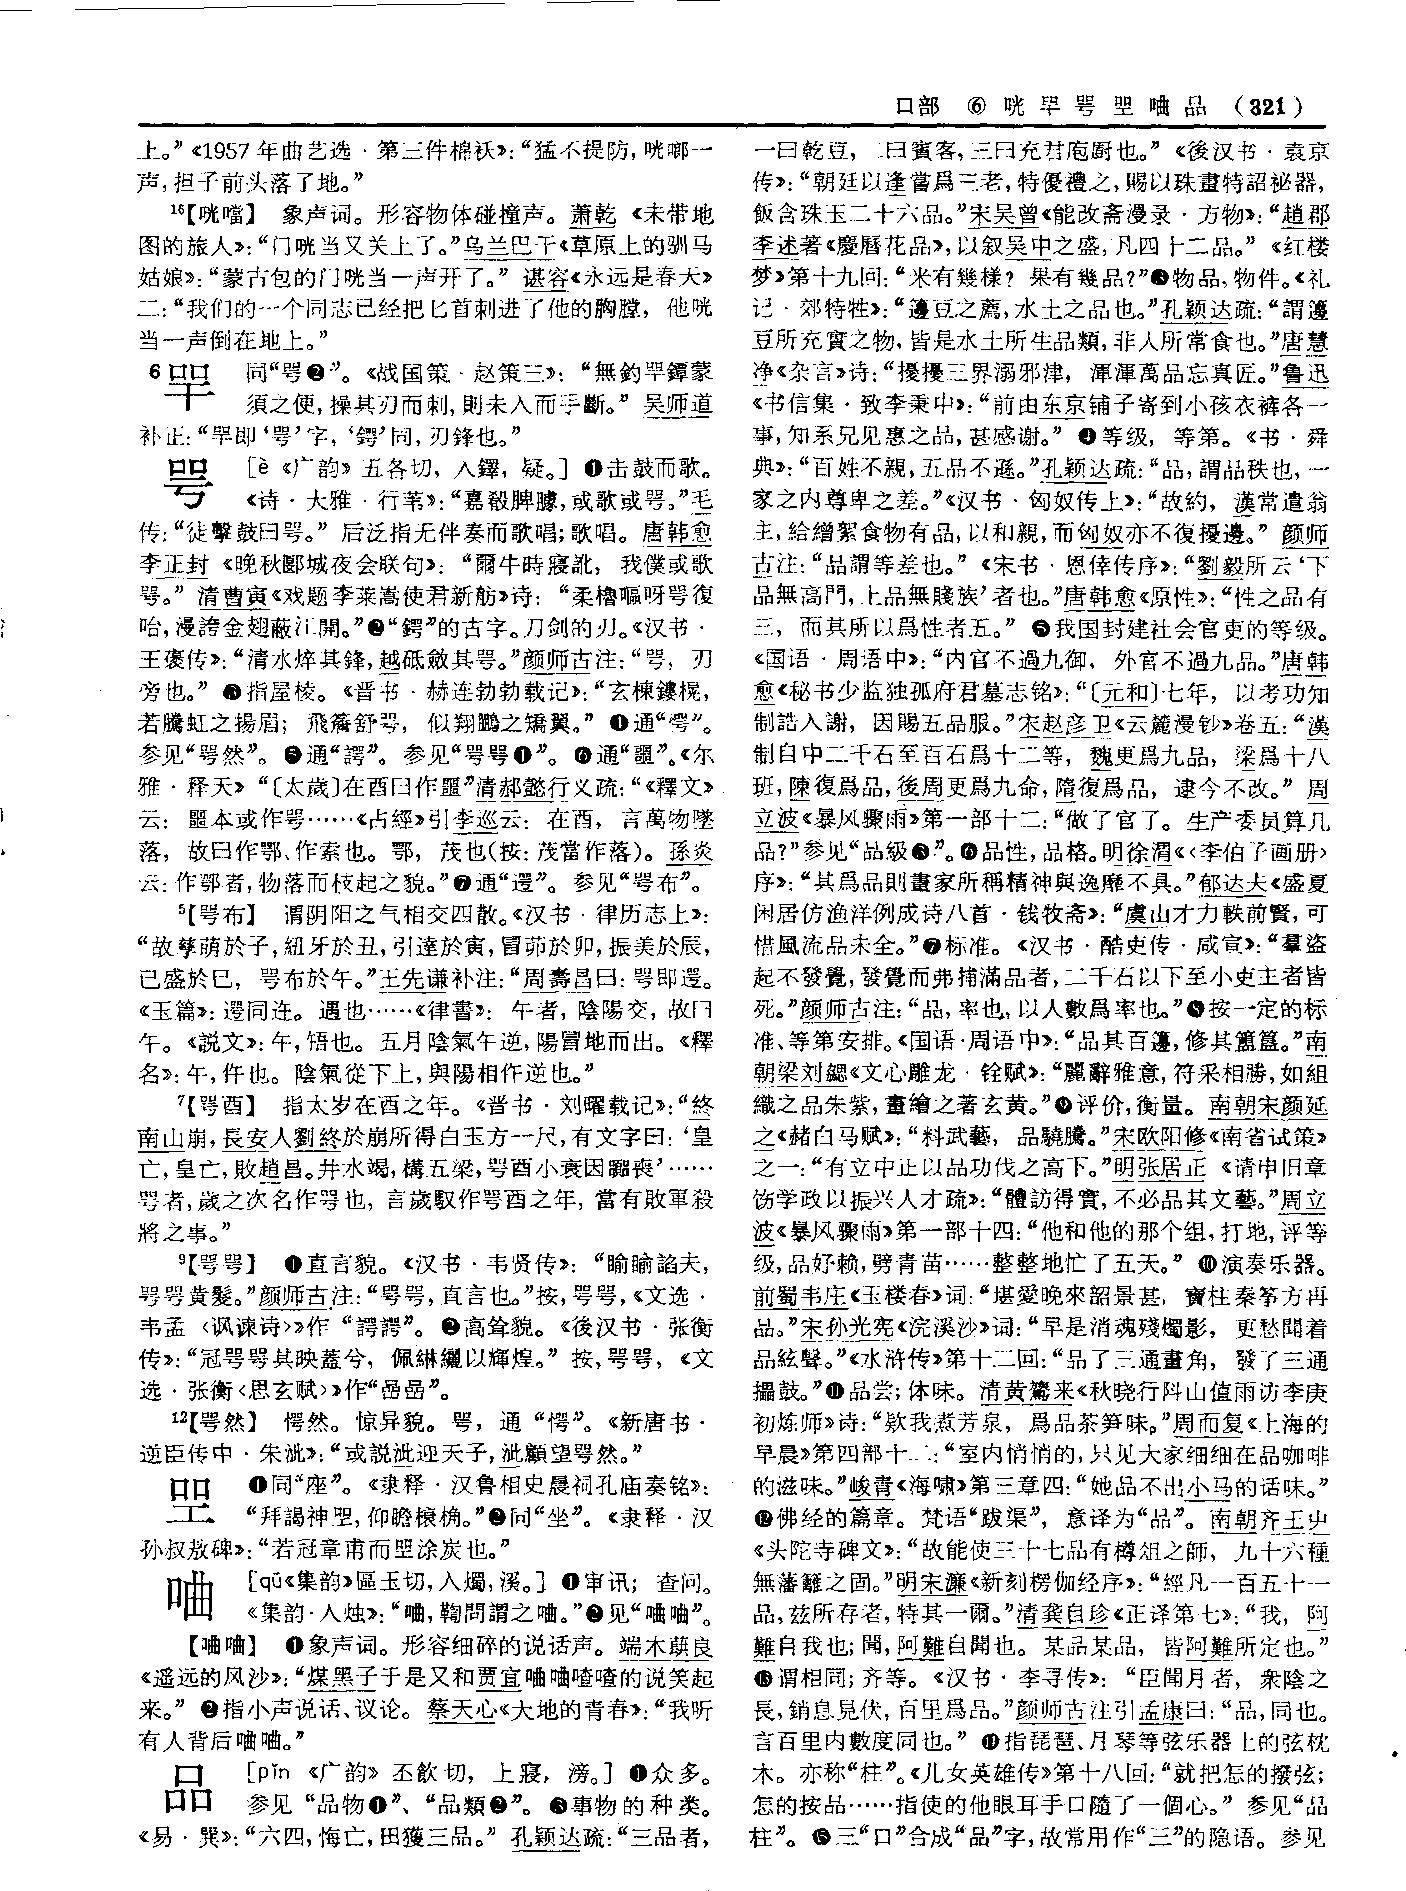 口部 ⑥ 咣 𠱠 咢 㘴 㖆 品 （321）
上。”《1957年曲艺选·第三件棉袄》：“猛不提防，咣啷一
声，担子前头落了地。”
16【咣噹】 象声词。形容物体碰撞声。萧乾《未带地
图的旅人》：“门咣当又关上了。”乌兰巴干《草原上的驯马
姑娘》：“蒙古包的门咣当一声开了。” 谌容《永远是春天》
二：“我们的一个同志已经把匕首刺进了他的胸膛，他咣
当一声倒在地上。”
6 同“咢❷”。《战国策·赵策三》：“無釣䍐鐔蒙
須之便，操其刃而刺，則未入而手斷。”吴师道
补正：“即‘咢’字，‘鍔’同，刃鋒也。”
咢 [è 《广韵》五各切，入鐸，疑。] ❶击鼓而歌。
《诗·大雅·行苇》：“嘉殽脾臄，或歌或咢。”毛
传：“徒擊鼓曰咢。” 后泛指无伴奏而歌唱；歌唱。唐韩愈
李正封《晚秋郾城夜会联句》：“爾牛時寢訛，我僕或歌
咢。” 清曹寅《戏题李莱嵩使君新舫》诗：“柔櫓嘔呀咢復
咍，漫誇金翅蔽江開。”❷“鍔”的古字。刀剑的刃。《汉书·
王褒传》：“清水焠其鋒，越砥斂其咢。”颜师古注：“咢，刃
旁也。” ❸指屋棱。《晋书·赫连勃勃载记》：“玄棟鏤榥，
若騰虹之揚眉；飛簷舒咢，似翔鵬之矯翼。” ❹通“愕”。
参见“咢然”。❺通“諤”。参见“咢咢❶”。❻通“噩”。《尔
雅·释天》“〔太歲〕在酉曰作噩”清郝懿行义疏：“《釋文》
云：噩本或作咢……《占經》引李巡云：在酉，言萬物墜
落，故曰作鄂、作索也。鄂，茂也（按：茂當作落）。孫炎
云：作鄂者，物落而枝起之貌。”❼通“遻”。参见“咢布”。
5【咢布】 谓阴阳之气相交四散。《汉书·律历志上》：
“故孳萌於子，紐牙於丑，引達於寅，冒茆於卯，振美於辰，
已盛於巳，咢布於午。”王先谦补注：“周壽昌曰：咢即遻。
《玉篇》：遻同迕。遇也……《律書》：午者，陰陽交，故曰
午。《説文》：午，悟也。五月陰氣午逆，陽冒地而出。《釋
名》：午，仵也。陰氣從下上，與陽相仵逆也。”
7【咢酉】 指太岁在酉之年。《晋书·刘曜载记》：“終
南山崩，長安人劉終於崩所得白玉方一尺，有文字曰：‘皇
亡，皇亡，敗趙昌。井水竭，構五梁，咢酉小衰困嚻喪’……
咢者，歲之次名作咢也，言歲馭作咢酉之年，當有敗軍殺
將之事。”
9【咢咢】 ❶直言貌。《汉书·韦贤传》：“睮睮諂夫，
咢咢黄髮。”颜师古注：“咢咢，直言也。”按，咢咢，《文选·
韦孟〈讽谏诗〉》作“諤諤”。❷高耸貌。《後汉书·张衡
传》：“冠咢咢其映蓋兮，佩綝纚以輝煌。” 按，咢咢，《文
选·张衡〈思玄赋〉》作“嵒嵒”。
12【咢然】 愕然。惊异貌。咢，通“愕”。《新唐书·
逆臣传中·朱泚》：“或説泚迎天子，泚顧望咢然。”
㘴 ❶同“座”。《隶释·汉鲁相史晨祠孔庙奏铭》：
“拜謁神㘴，仰瞻榱桷。”❷同“坐”。《隶释·汉
孙叔敖碑》：“若冠章甫而㘴涂炭也。”
㖆 [qū《集韵》區玉切，入燭，溪。] ❶审讯；查问。
《集韵·入烛》：“㖆，鞫問謂之㖆。”❷见“㖆㖆”。
【㖆㖆】 ❶象声词。形容细碎的说话声。端木蕻良
《遥远的风沙》：“煤黑子于是又和贾宜㖆㖆喳喳的说笑起
来。” ❷指小声说话、议论。蔡天心《大地的青春》：“我听
有人背后㖆㖆。”
品 [pǐn 《广韵》丕飲切，上寑，滂。] ❶众多。
参见“品物❶”、“品類❷”。❷事物的种类。
《易·巽》：“六四，悔亡，田獲三品。” 孔颖达疏：“三品者，
一曰乾豆，二曰賓客，三曰充君庖厨也。” 《後汉书·袁京
传》：“朝廷以逢嘗爲三老，特優禮之，賜以珠畫特詔祕器，
飯含珠玉二十六品。”宋吴曾《能改斋漫录·方物》：“趙郡
李述著《慶曆花品》，以叙吴中之盛，凡四十二品。” 《红楼
梦》第十九回：“米有幾樣？果有幾品？”❸物品，物件。《礼
记·郊特牲》：“籩豆之薦，水土之品也。”孔颖达疏：“謂籩
豆所充實之物，皆是水土所生品類，非人所常食也。”唐慧
净《杂言》诗：“擾擾三界溺邪津，渾渾萬品忘真匠。”鲁迅
《书信集·致李秉中》：“前由东京铺子寄到小孩衣裤各一
事，知系兄见惠之品，甚感谢。” ❹等级，等第。《书·舜
典》：“百姓不親，五品不遜。”孔颖达疏：“品，謂品秩也，一
家之内尊卑之差。”《汉书·匈奴传上》：“故約，漢常遣翁
主，給繒絮食物有品，以和親，而匈奴亦不復擾邊。” 颜师
古注：“品謂等差也。” 《宋书·恩倖传序》：“劉毅所云‘下
品無高門，上品無賤族’者也。”唐韩愈《原性》：“性之品有
三，而其所以爲性者五。” ❺我国封建社会官吏的等级。
《国语·周语中》：“内官不過九御，外官不過九品。”唐韩
愈《秘书少监独孤府君墓志铭》：“〔元和〕七年，以考功知
制誥入謝，因賜五品服。”宋赵彦卫《云麓漫钞》卷五：“漢
制自中二千石至百石爲十二等，魏更爲九品，梁爲十八
班，陳復爲品，後周更爲九命，隋復爲品，逮今不改。” 周
立波《暴风骤雨》第一部十二：“做了官了。生产委员算几
品？”参见“品級❸”。❻品性，品格。明徐渭《〈李伯子画册〉
序》：“其爲品則畫家所稱精神與逸靡不具。”郁达夫《盛夏
闲居仿渔洋例成诗八首·钱牧斋》：“虞山才力軼前賢，可
惜風流品未全。”❼标准。《汉书·酷吏传·咸宣》：“羣盜
起不發覺，發覺而弗捕滿品者，二千石以下至小吏主者皆
死。”颜师古注：“品，率也，以人數爲率也。”❽按一定的标
准、等第安排。《国语·周语中》：“品其百籩，修其簠簋。”南
朝梁刘勰《文心雕龙·铨赋》：“麗辭雅意，符采相勝，如組
織之品朱紫，畫繪之著玄黄。”❾评价，衡量。南朝宋颜延
之《赭白马赋》：“料武藝，品驍騰。”宋欧阳修《南省试策》
之一：“有立中正以品功伐之高下。”明张居正《请申旧章
饬学政以振兴人才疏》：“體訪得實，不必品其文藝。”周立
波《暴风骤雨》第一部十四：“他和他的那个组，打地，评等
级，品好赖，劈青苗……整整地忙了五天。” ❿演奏乐器。
前蜀韦庄《玉楼春》词：“堪愛晚來韶景甚，寶柱秦筝方再
品。”宋孙光宪《浣溪沙》词：“早是消魂殘燭影，更愁聞着
品絃聲。”《水浒传》第十二回：“品了三通畫角，發了三通
擂鼓。”⓫品尝；体味。清黄鷟来《秋晓行阧山值雨访李庚
初炼师》诗：“欵我煮芳泉，爲品茶笋味。”周而复《上海的
早晨》第四部十二：“室内悄悄的，只见大家细细在品咖啡
的滋味。”峻青《海啸》第三章四：“她品不出小马的话味。”
⓬佛经的篇章。梵语“跋渠”，意译为“品”。南朝齐王屮
《头陀寺碑文》：“故能使三十七品有樽俎之師，九十六種
無藩籬之固。”明宋濂《新刻楞伽经序》：“經凡一百五十一
品，兹所存者，特其一爾。”清龚自珍《正译第七》：“我，阿
難自我也；聞，阿難自聞也。某品某品，皆阿難所定也。”
⓭谓相同；齐等。《汉书·李寻传》：“臣聞月者，衆陰之
長，銷息見伏，百里爲品。”颜师古注引孟康曰：“品，同也。
言百里内數度同也。” ⓮指琵琶、月琴等弦乐器上的弦枕
木。亦称“柱”。《儿女英雄传》第十八回：“就把怎的撥弦；
怎的按品……指使的他眼耳手口隨了一個心。” 参见“品
柱”。⓯三“口”合成“品”字，故常用作“三”的隐语。参见